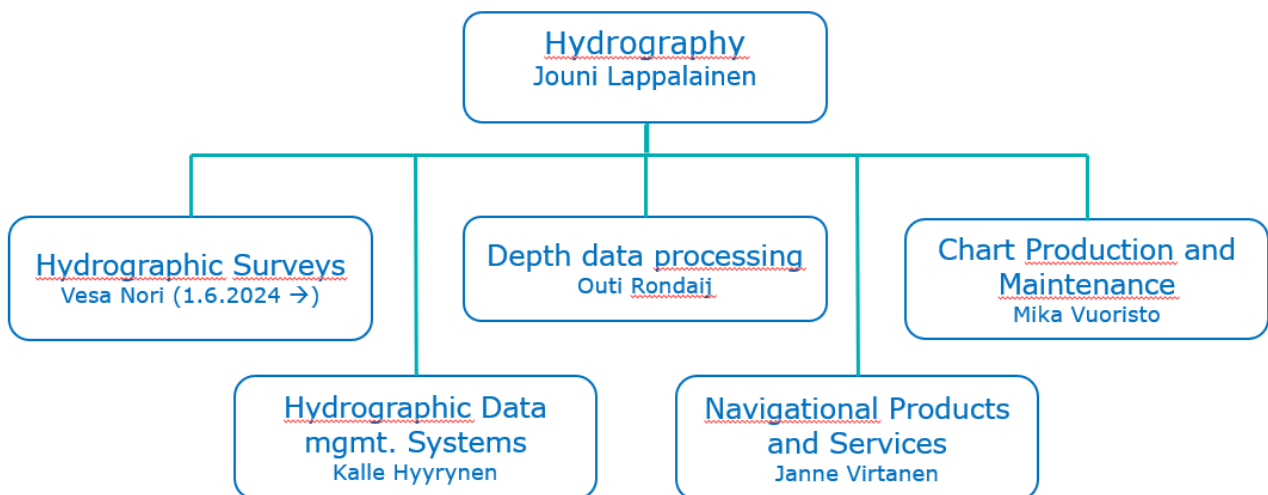 Hydrography
Jouni Lappalainen
Hydrographic Surveys
Vesa Nori (1.6.2024 →)
Depth data processing
Outi Rondaij
Chart Production and
Maintenance
Mika Vuoristo
Hydrographic Data
mgmt. Systems
Kalle Hyyrynen
Navigational Products
and Services
Janne Virtanen